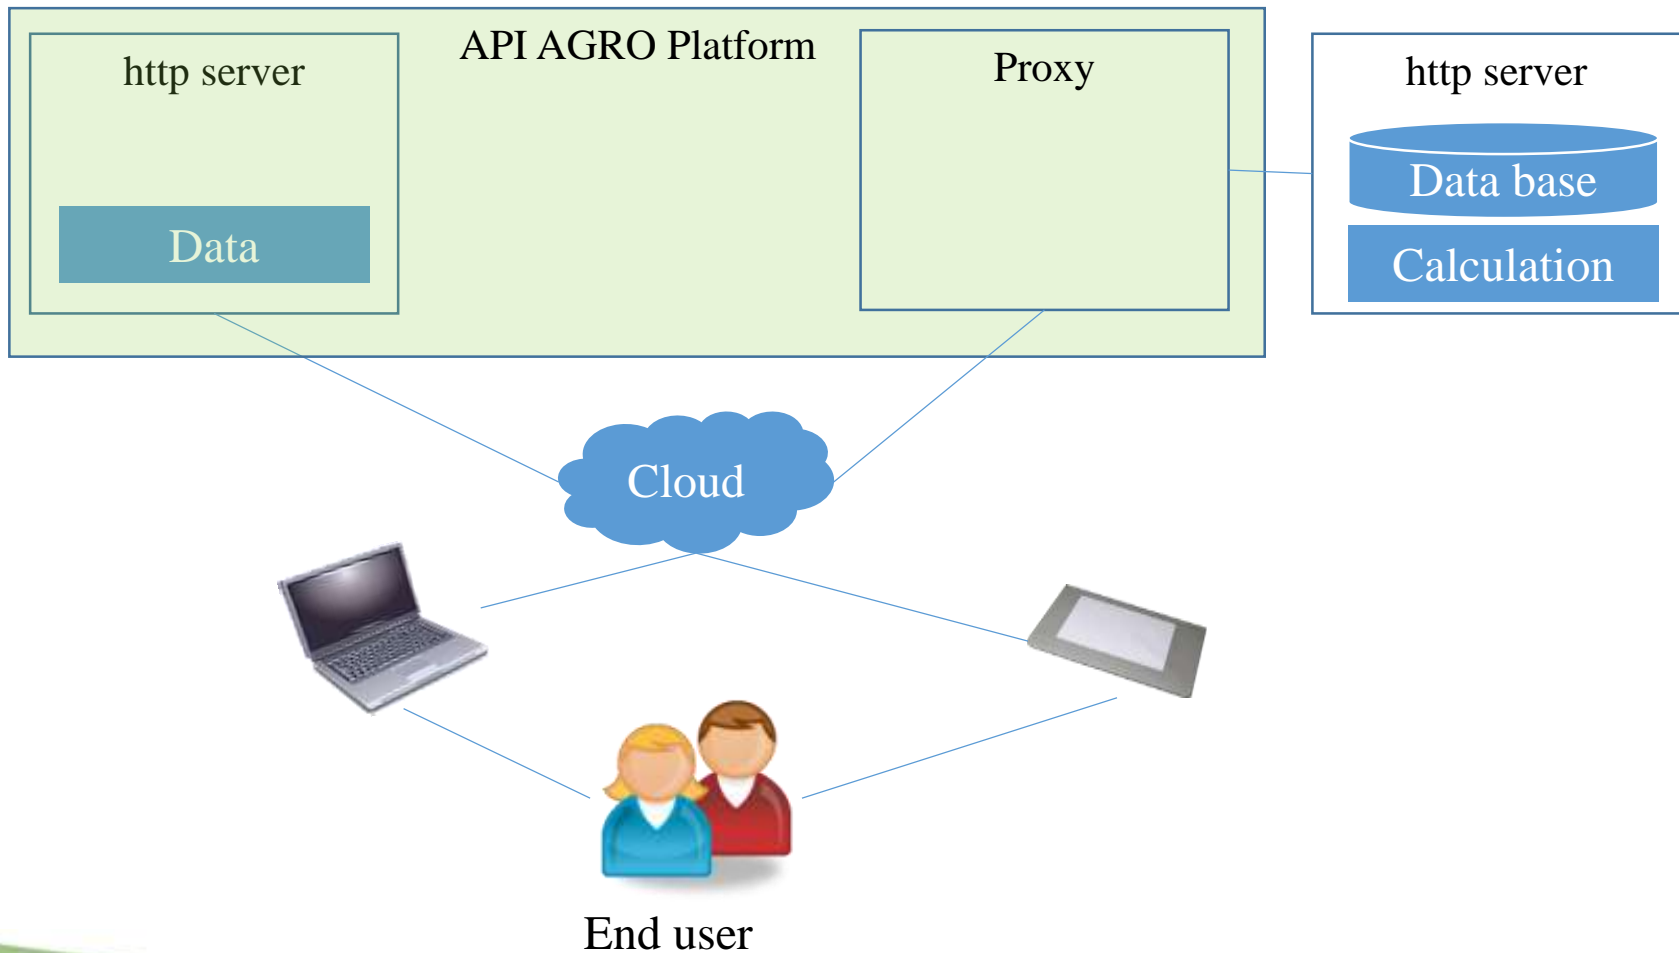 API AGRO Platform
http server
Data
Proxy
http server
Data base
Calculation
Cloud
End user